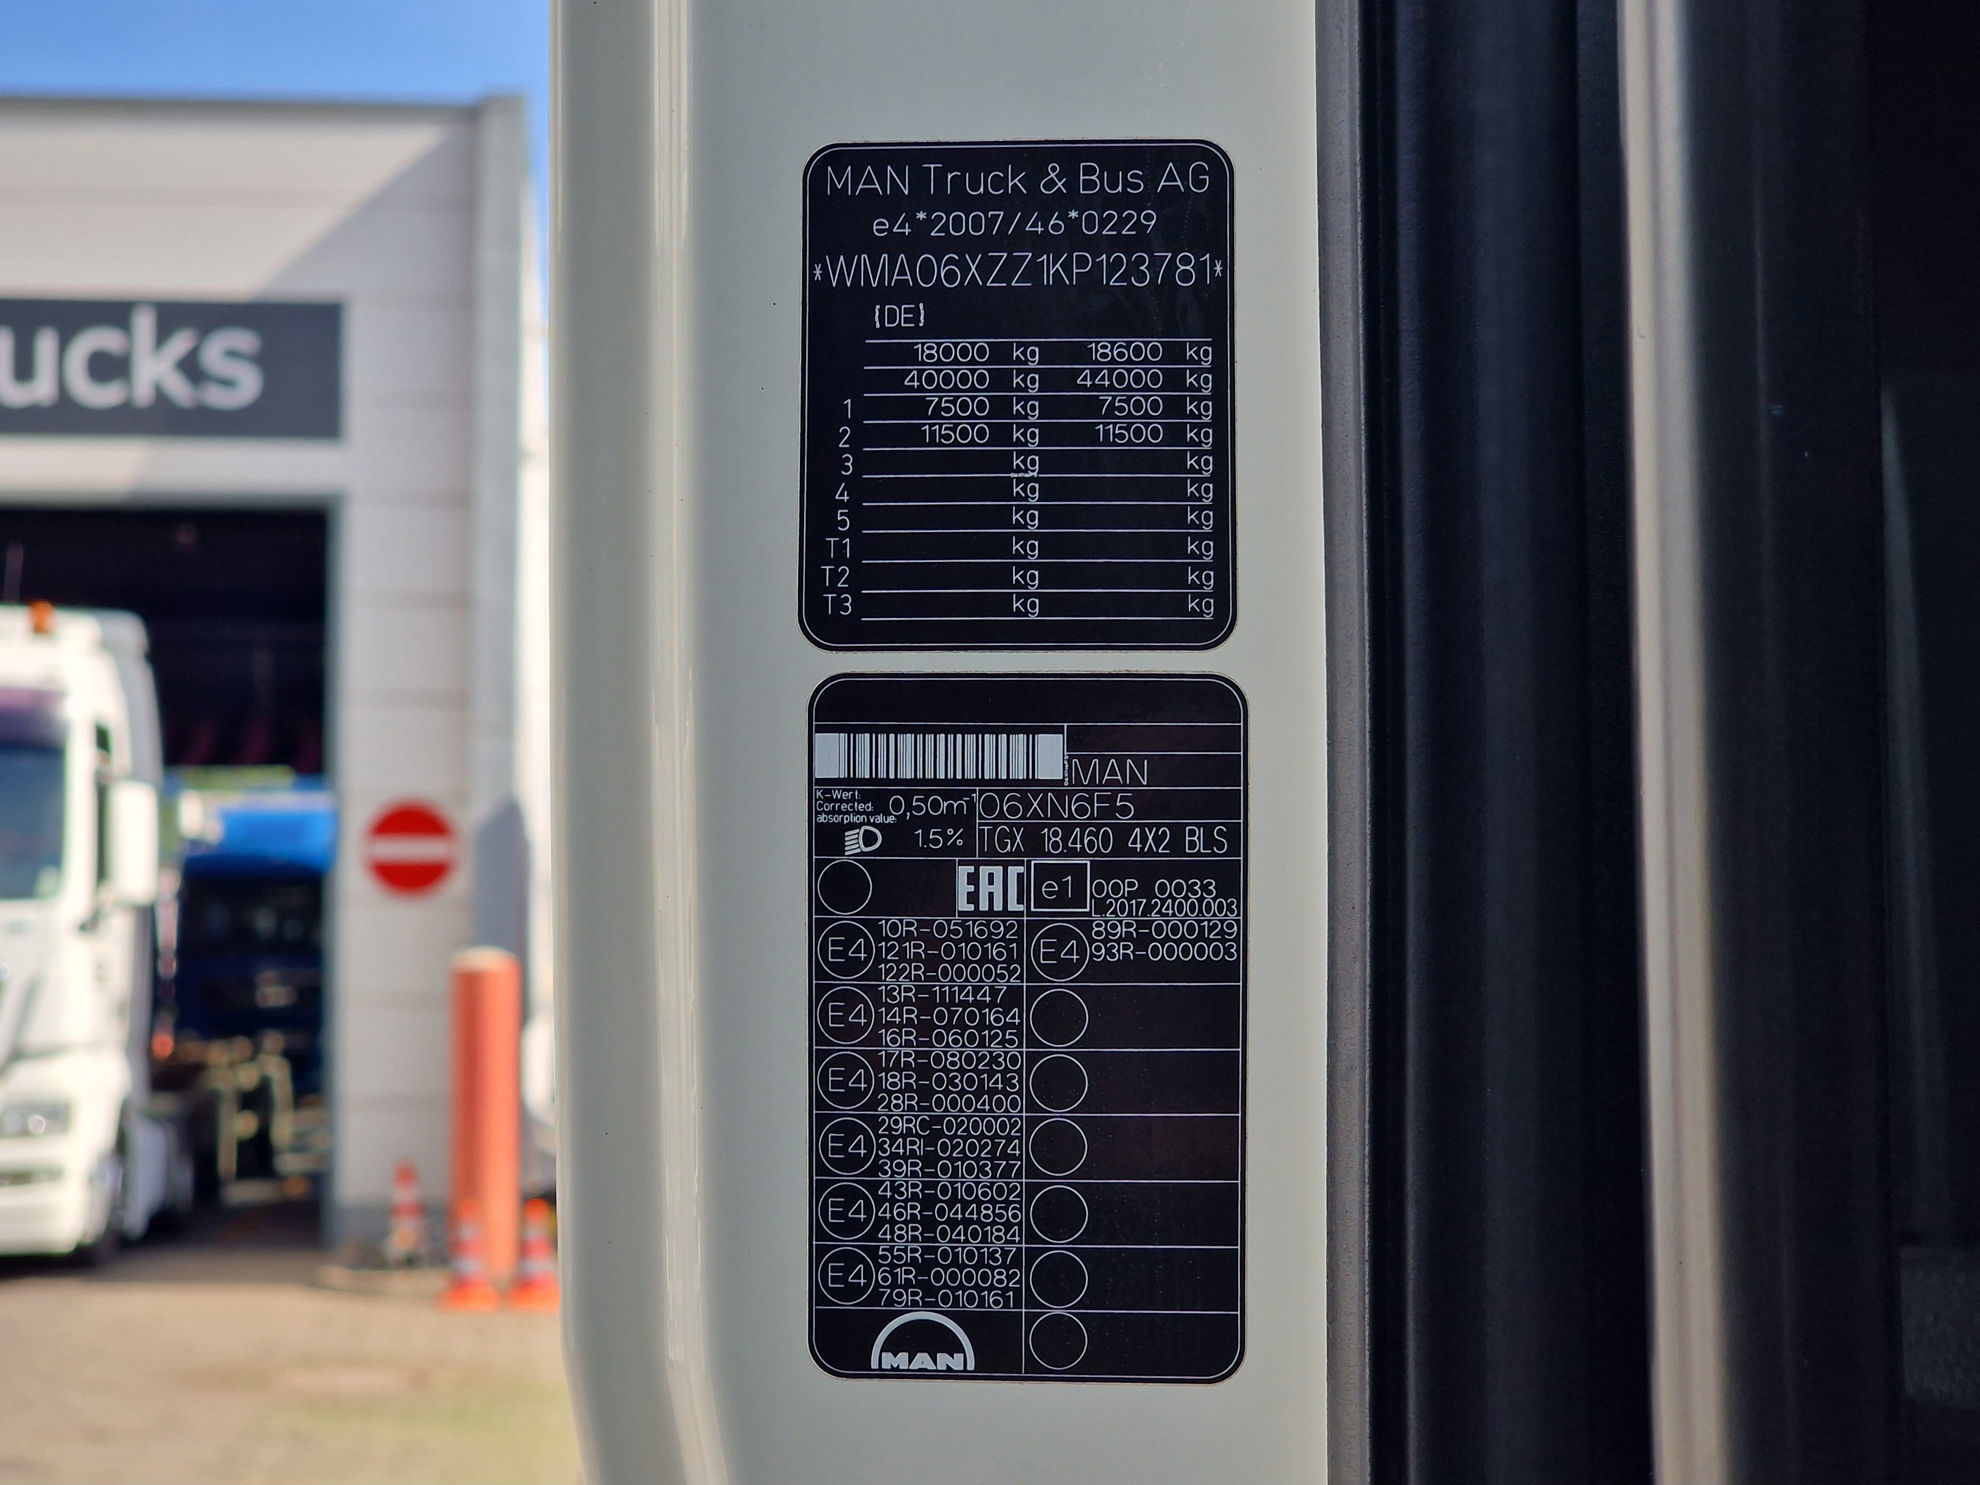 ucks
MAN Truck & Bus AG
e4*2007/46*0229
*WMA06XZZ1KP123781*
(DE)
18000 kg 18600 kg
40000 kg 44000 kg
1 7500 kg 7500 kg
2 11500 kg 11500 kg
3 kg kg
4 kg kg
5 kg kg
T1 kg kg
T2 kg kg
T3 kg kg
MAN
K-Wert:
Corrected:
absorption value:
0,50m⁻¹
06XN6F5
1.5%
TGX 18.460 4X2 BLS
EAC
e1
00P 0033
L.2017.2400.003
E4
10R-051692
121R-010161
122R-000052
E4
89R-000129
93R-000003
E4
13R-111447
14R-070164
16R-060125
E4
17R-080230
18R-030143
28R-000400
E4
29RC-020002
34RI-020274
39R-010377
E4
43R-010602
46R-044856
48R-040184
E4
55R-010137
61R-000082
79R-010161
MAN